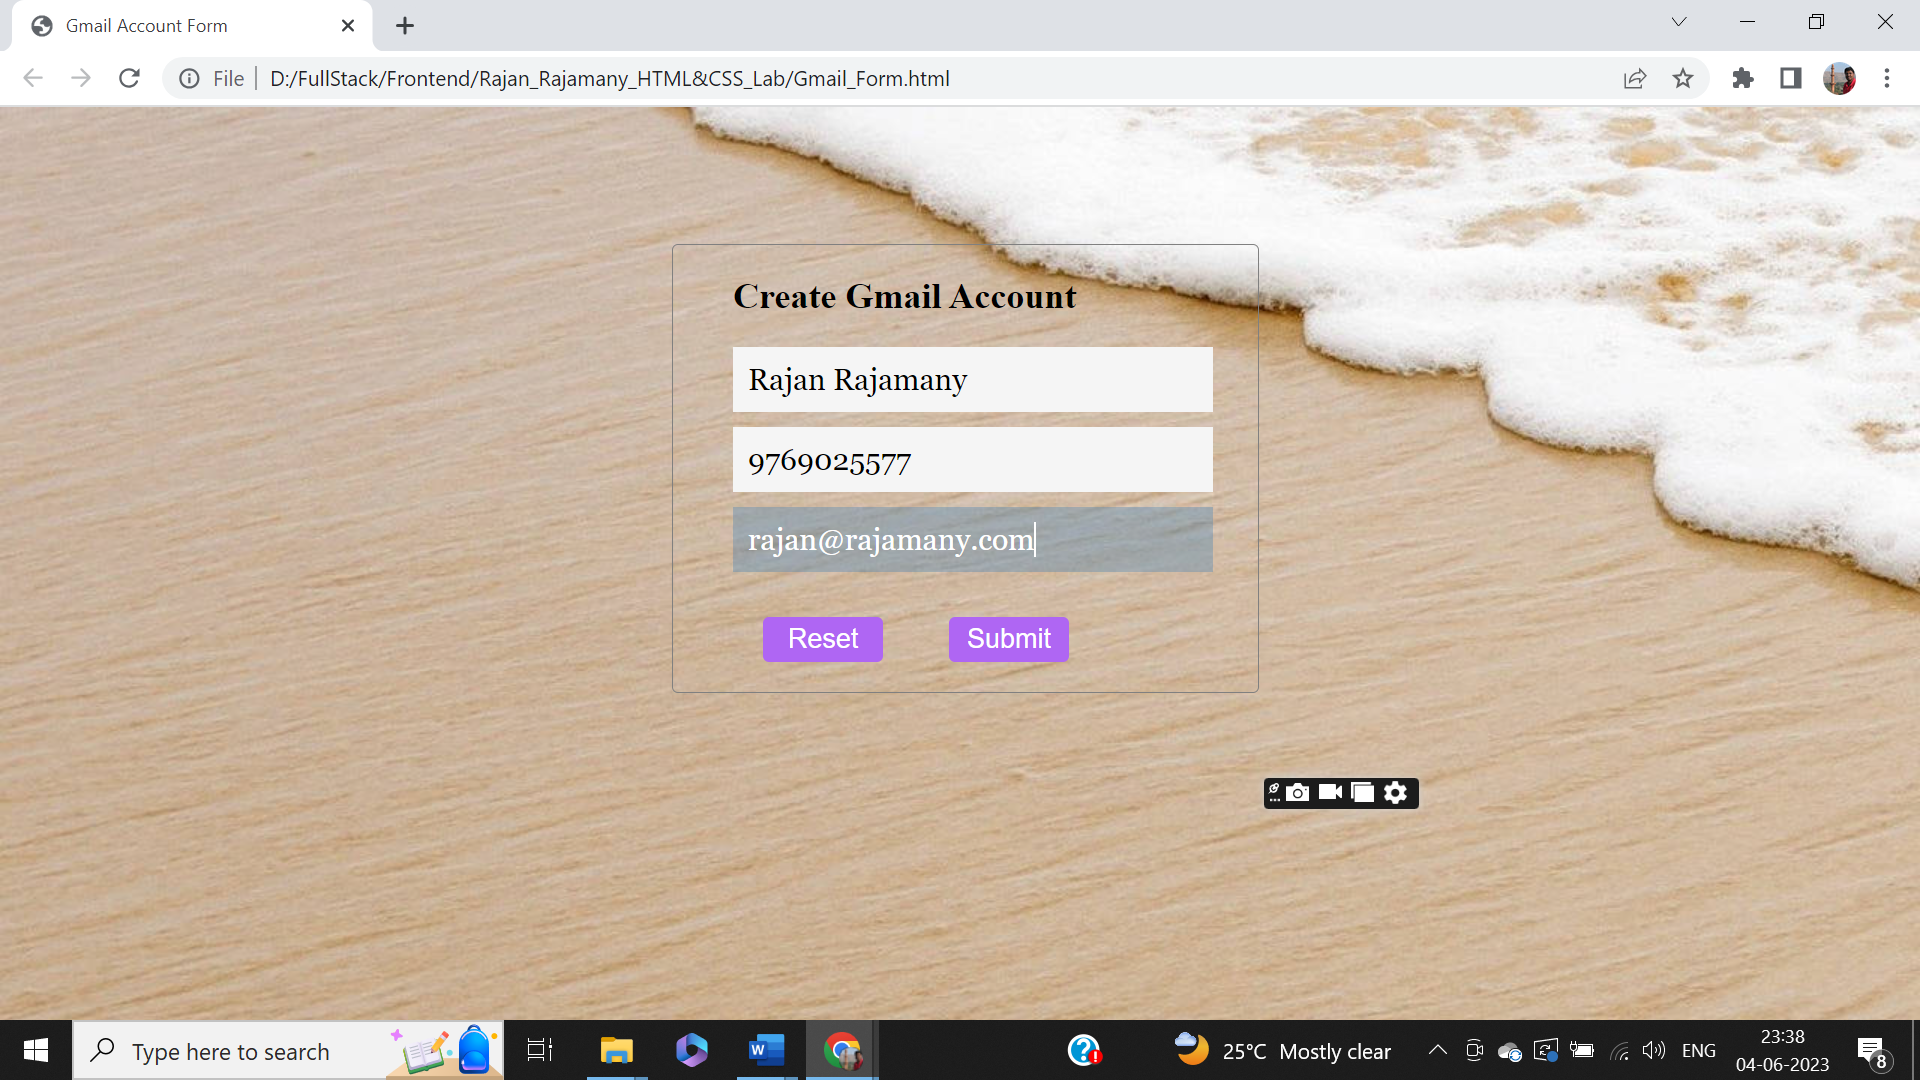 Gmail Account Form
File
D:/FullStack/Frontend/Rajan_Rajamany_HTML&CSS_Lab/Gmail_Form.html
Create Gmail Account
Rajan Rajamany
9769025577
rajan@rajamany.com
Reset Submit
Type here to search
25°C Mostly clear
ENG
23:38
04-06-2023
8